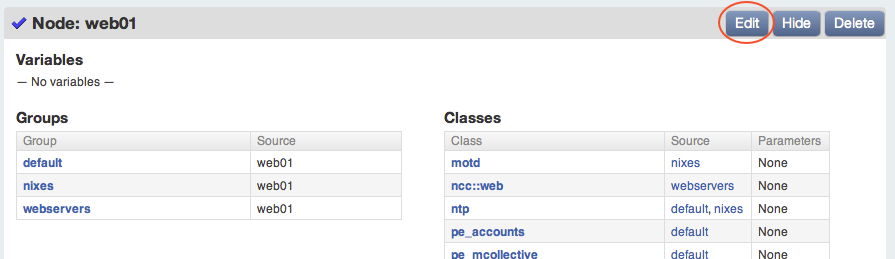 Node: web01 Edit Hide Delete
Variables
— No variables —
Groups
Group Source
default web01
nixes web01
webservers web01
Classes
Class Source Parameters
motd nixes None
ncc::web webservers None
ntp default, nixes None
pe_accounts default None
pe_mcollective default None